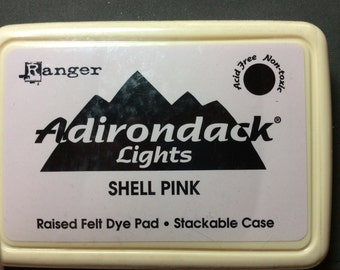 Ranger
Acid Free Non-toxic
Adirondack®
Lights
SHELL PINK
Raised Felt Dye Pad • Stackable Case